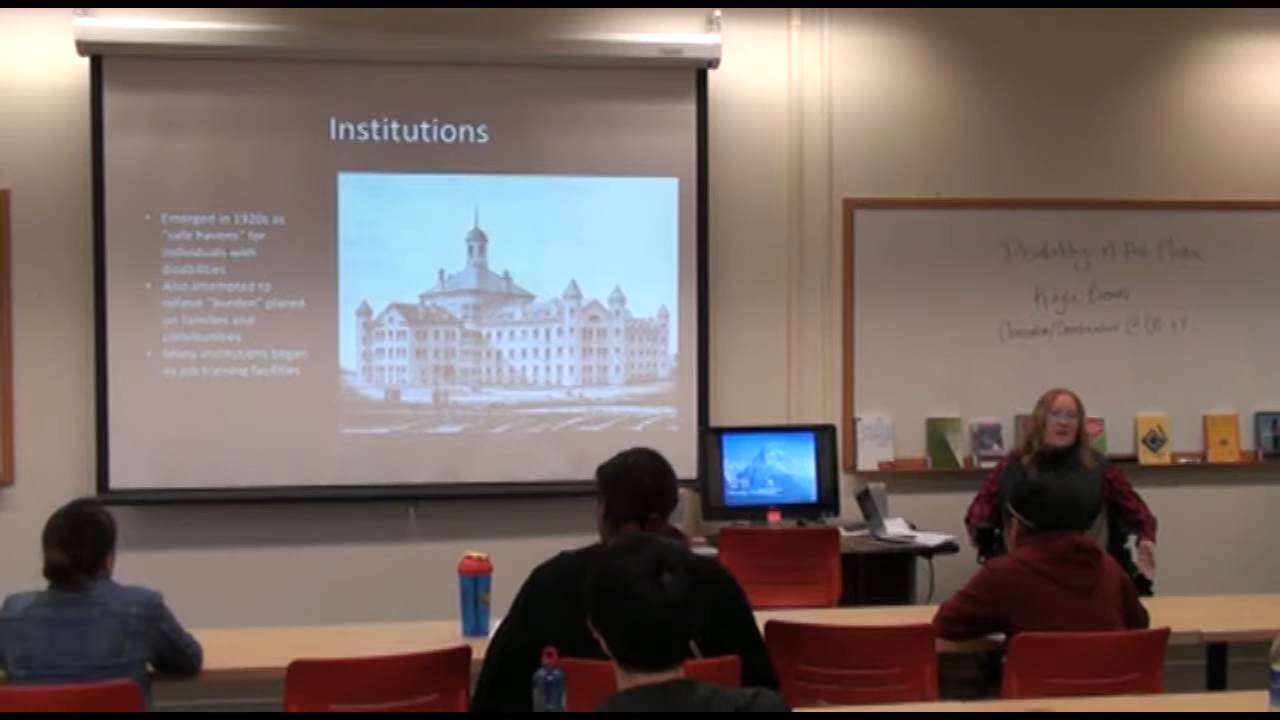 Institutions
• Emerged in 1920s as
"safe havens" for
individuals with
disabilities
• Also attempted to
relieve "burden" placed
on families and
communities
• Many institutions began
as job training facilities
Disability in the Media